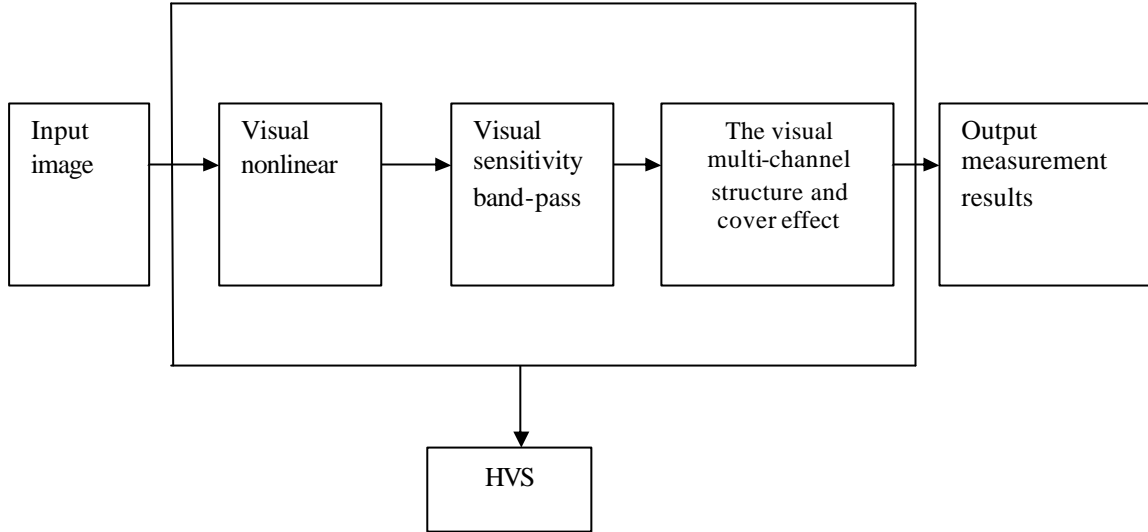 Input
image
Visual
nonlinear
Visual
sensitivity
band-pass
The visual
multi-channel
structure and
cover effect
Output
measurement
results
HVS